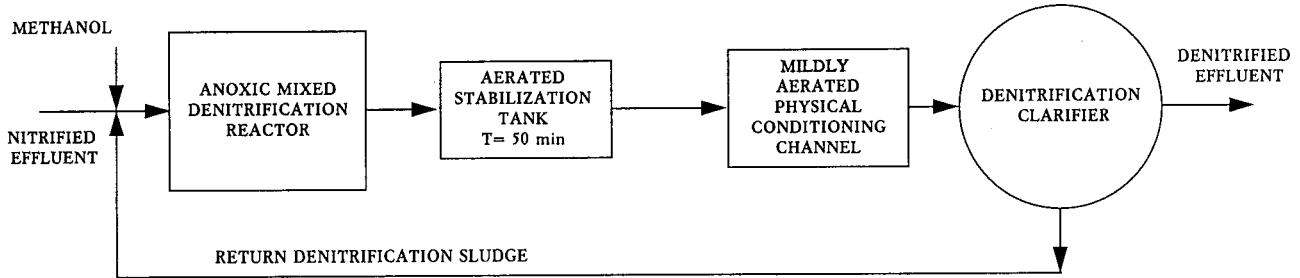 METHANOL
NITRIFIED
EFFLUENT
ANOXIC MIXED
DENITRIFICATION
REACTOR
AERATED
STABILIZATION
TANK
T= 50 min
MILDLY
AERATED
PHYSICAL
CONDITIONING
CHANNEL
DENITRIFICATION
CLARIFIER
DENITRIFIED
EFFLUENT
RETURN DENITRIFICATION SLUDGE